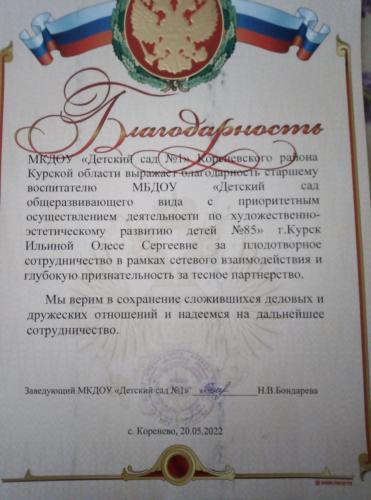 Благодарность
МКДОУ «Детский сад №1» Кореневского района
Курской области выражает благодарность старшему
воспитателю МБДОУ «Детский сад
общеразвивающего вида с приоритетным
осуществлением деятельности по художественно-
эстетическому развитию детей №85» г.Курск
Ильиной Олесе Сергеевне за плодотворное
сотрудничество в рамках сетевого взаимодействия и
глубокую признательность за тесное партнерство.
Мы верим в сохранение сложившихся деловых и
дружеских отношений и надеемся на дальнейшее
сотрудничество.
Заведующий МКДОУ «Детский сад №1» Н.В.Бондарева
с. Коренево, 20.05.2022